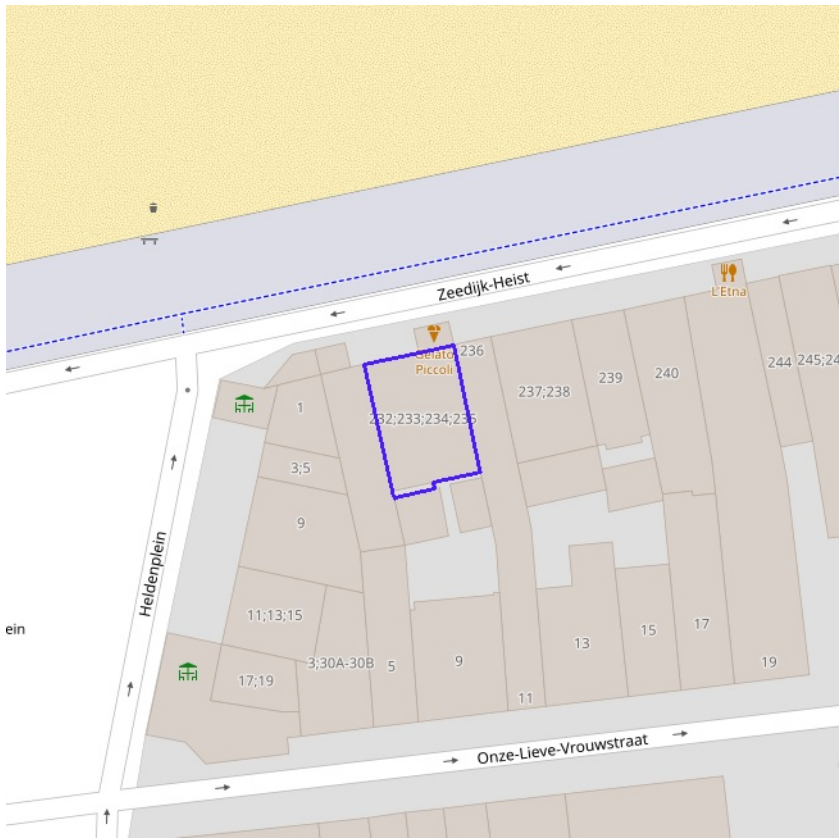 Zeedijk-Heist
L'Etna
Gelato
Piccoli
236
232;233;234;235
237;238
239
240
244
245;24
1
3;5
9
11;13;15
17;19
3;30A-30B
5
9
11
13
15
17
19
Heldenplein
ein
Onze-Lieve-Vrouwstraat